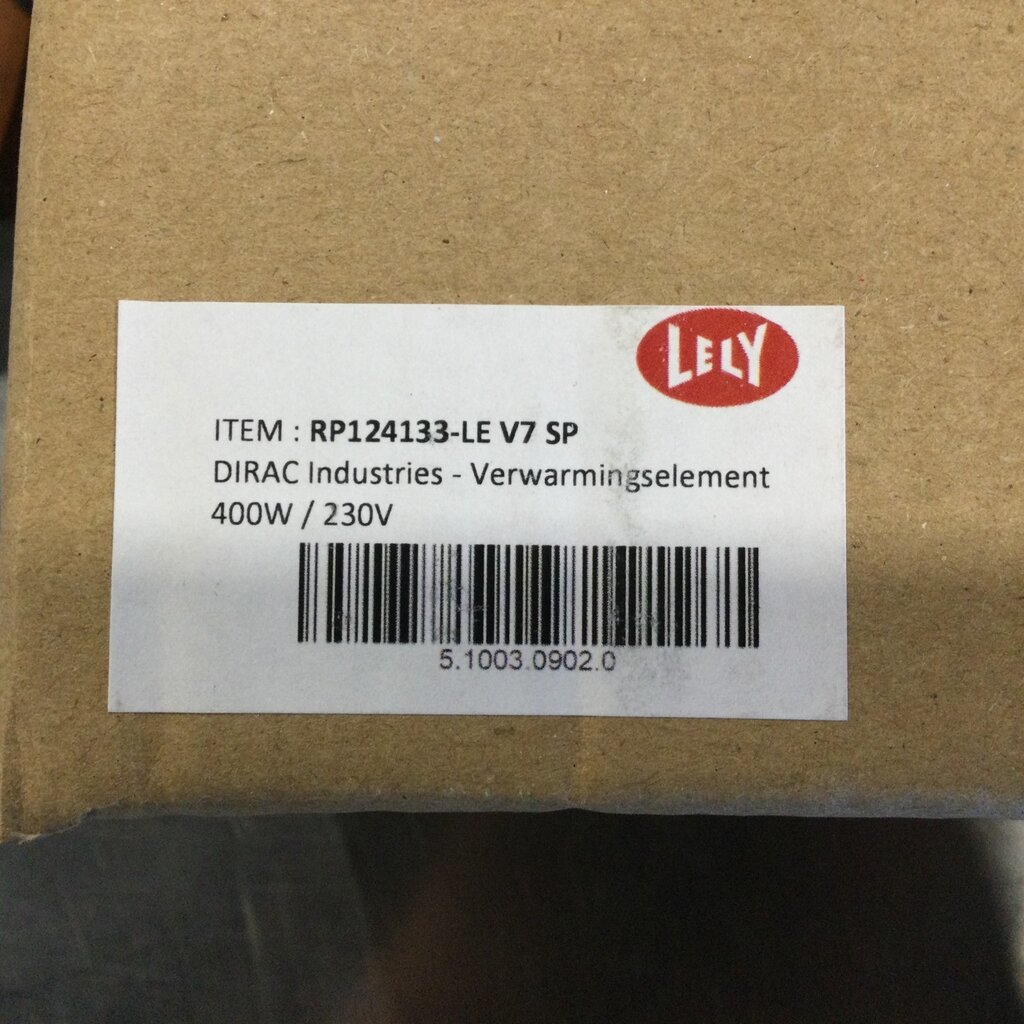 LELY
ITEM : RP124133-LE V7 SP
DIRAC Industries - Verwarmingselement
400W / 230V
5.1003.0902.0